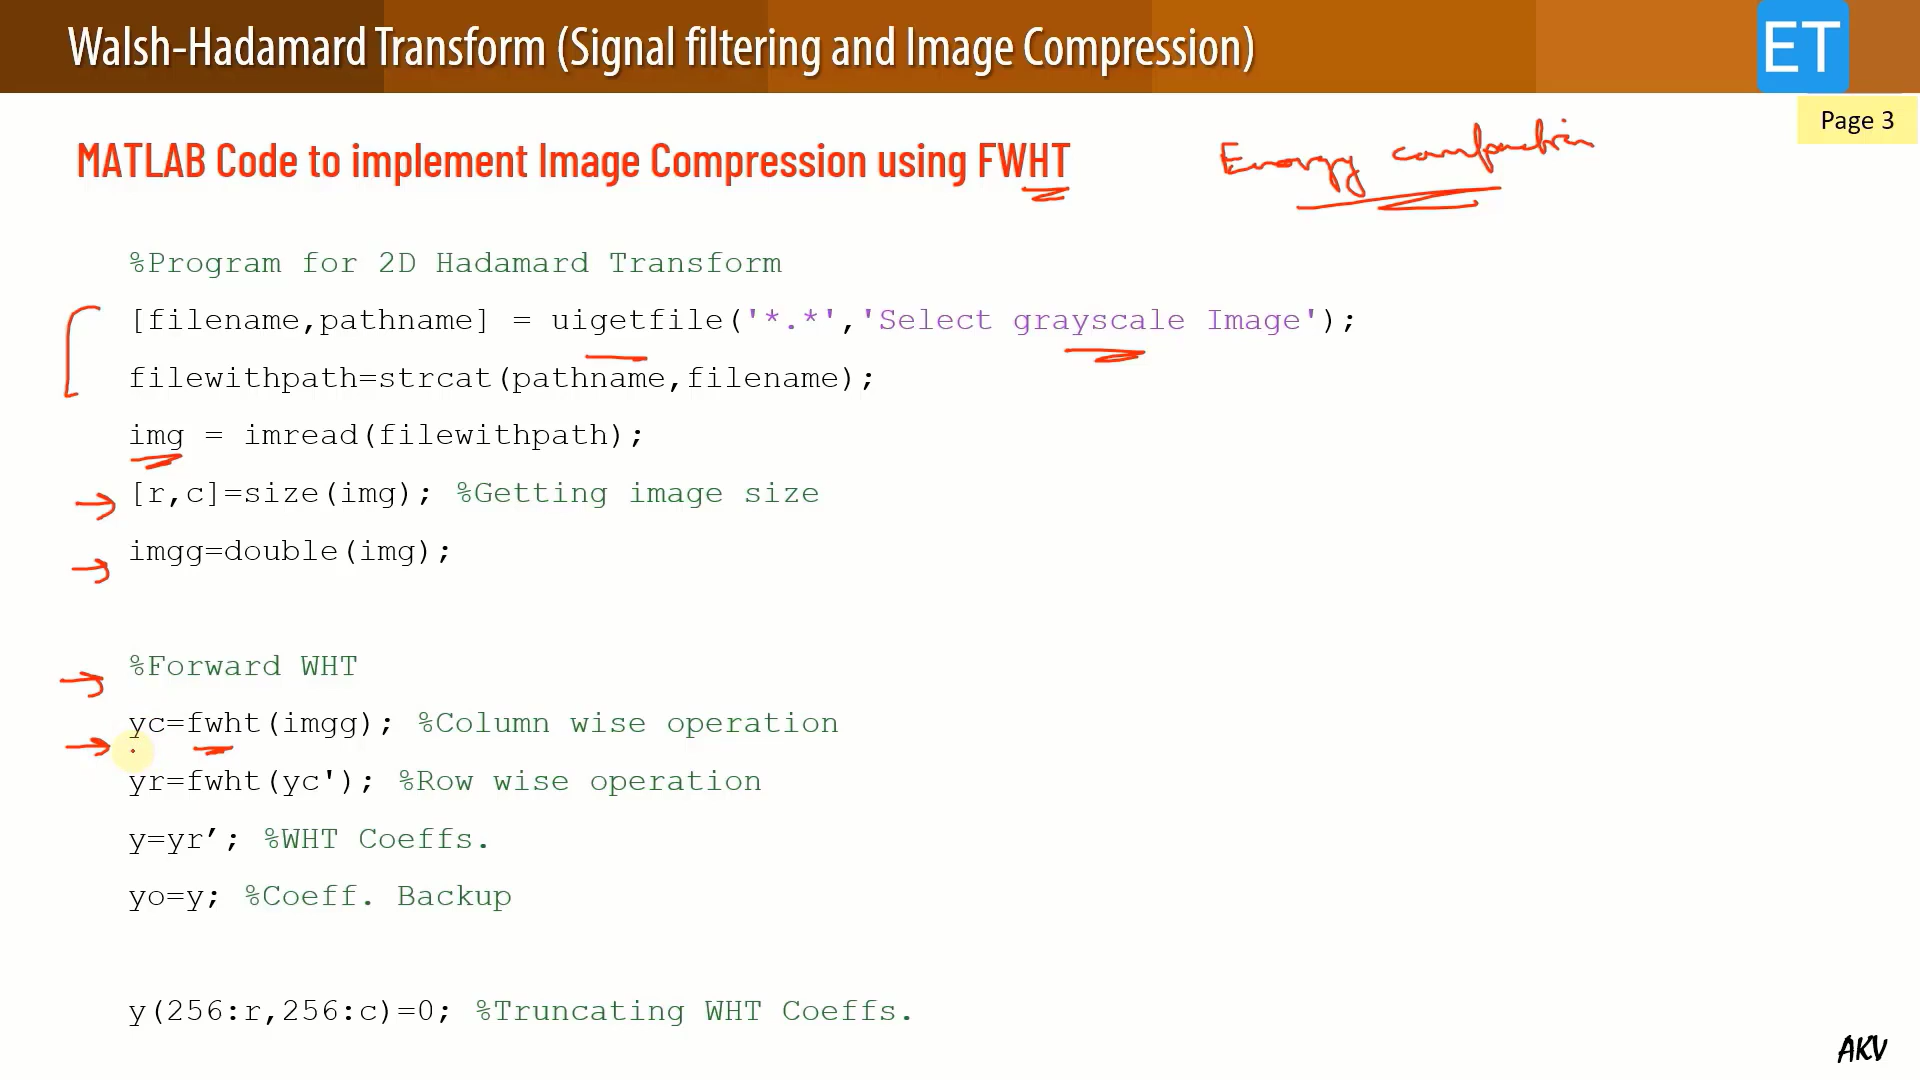 Walsh-Hadamard Transform (Signal filtering and Image Compression)
ET
Page 3
MATLAB Code to implement Image Compression using FWHT
Energy compaction
%Program for 2D Hadamard Transform
[filename,pathname] = uigetfile('*.*','Select grayscale Image');
filewithpath=strcat(pathname,filename);
img = imread(filewithpath);
[r,c]=size(img); %Getting image size
imgg=double(img);
%Forward WHT
yc=fwht(imgg); %Column wise operation
yr=fwht(yc'); %Row wise operation
y=yr’; %WHT Coeffs.
yo=y; %Coeff. Backup
y(256:r,256:c)=0; %Truncating WHT Coeffs.
AKV